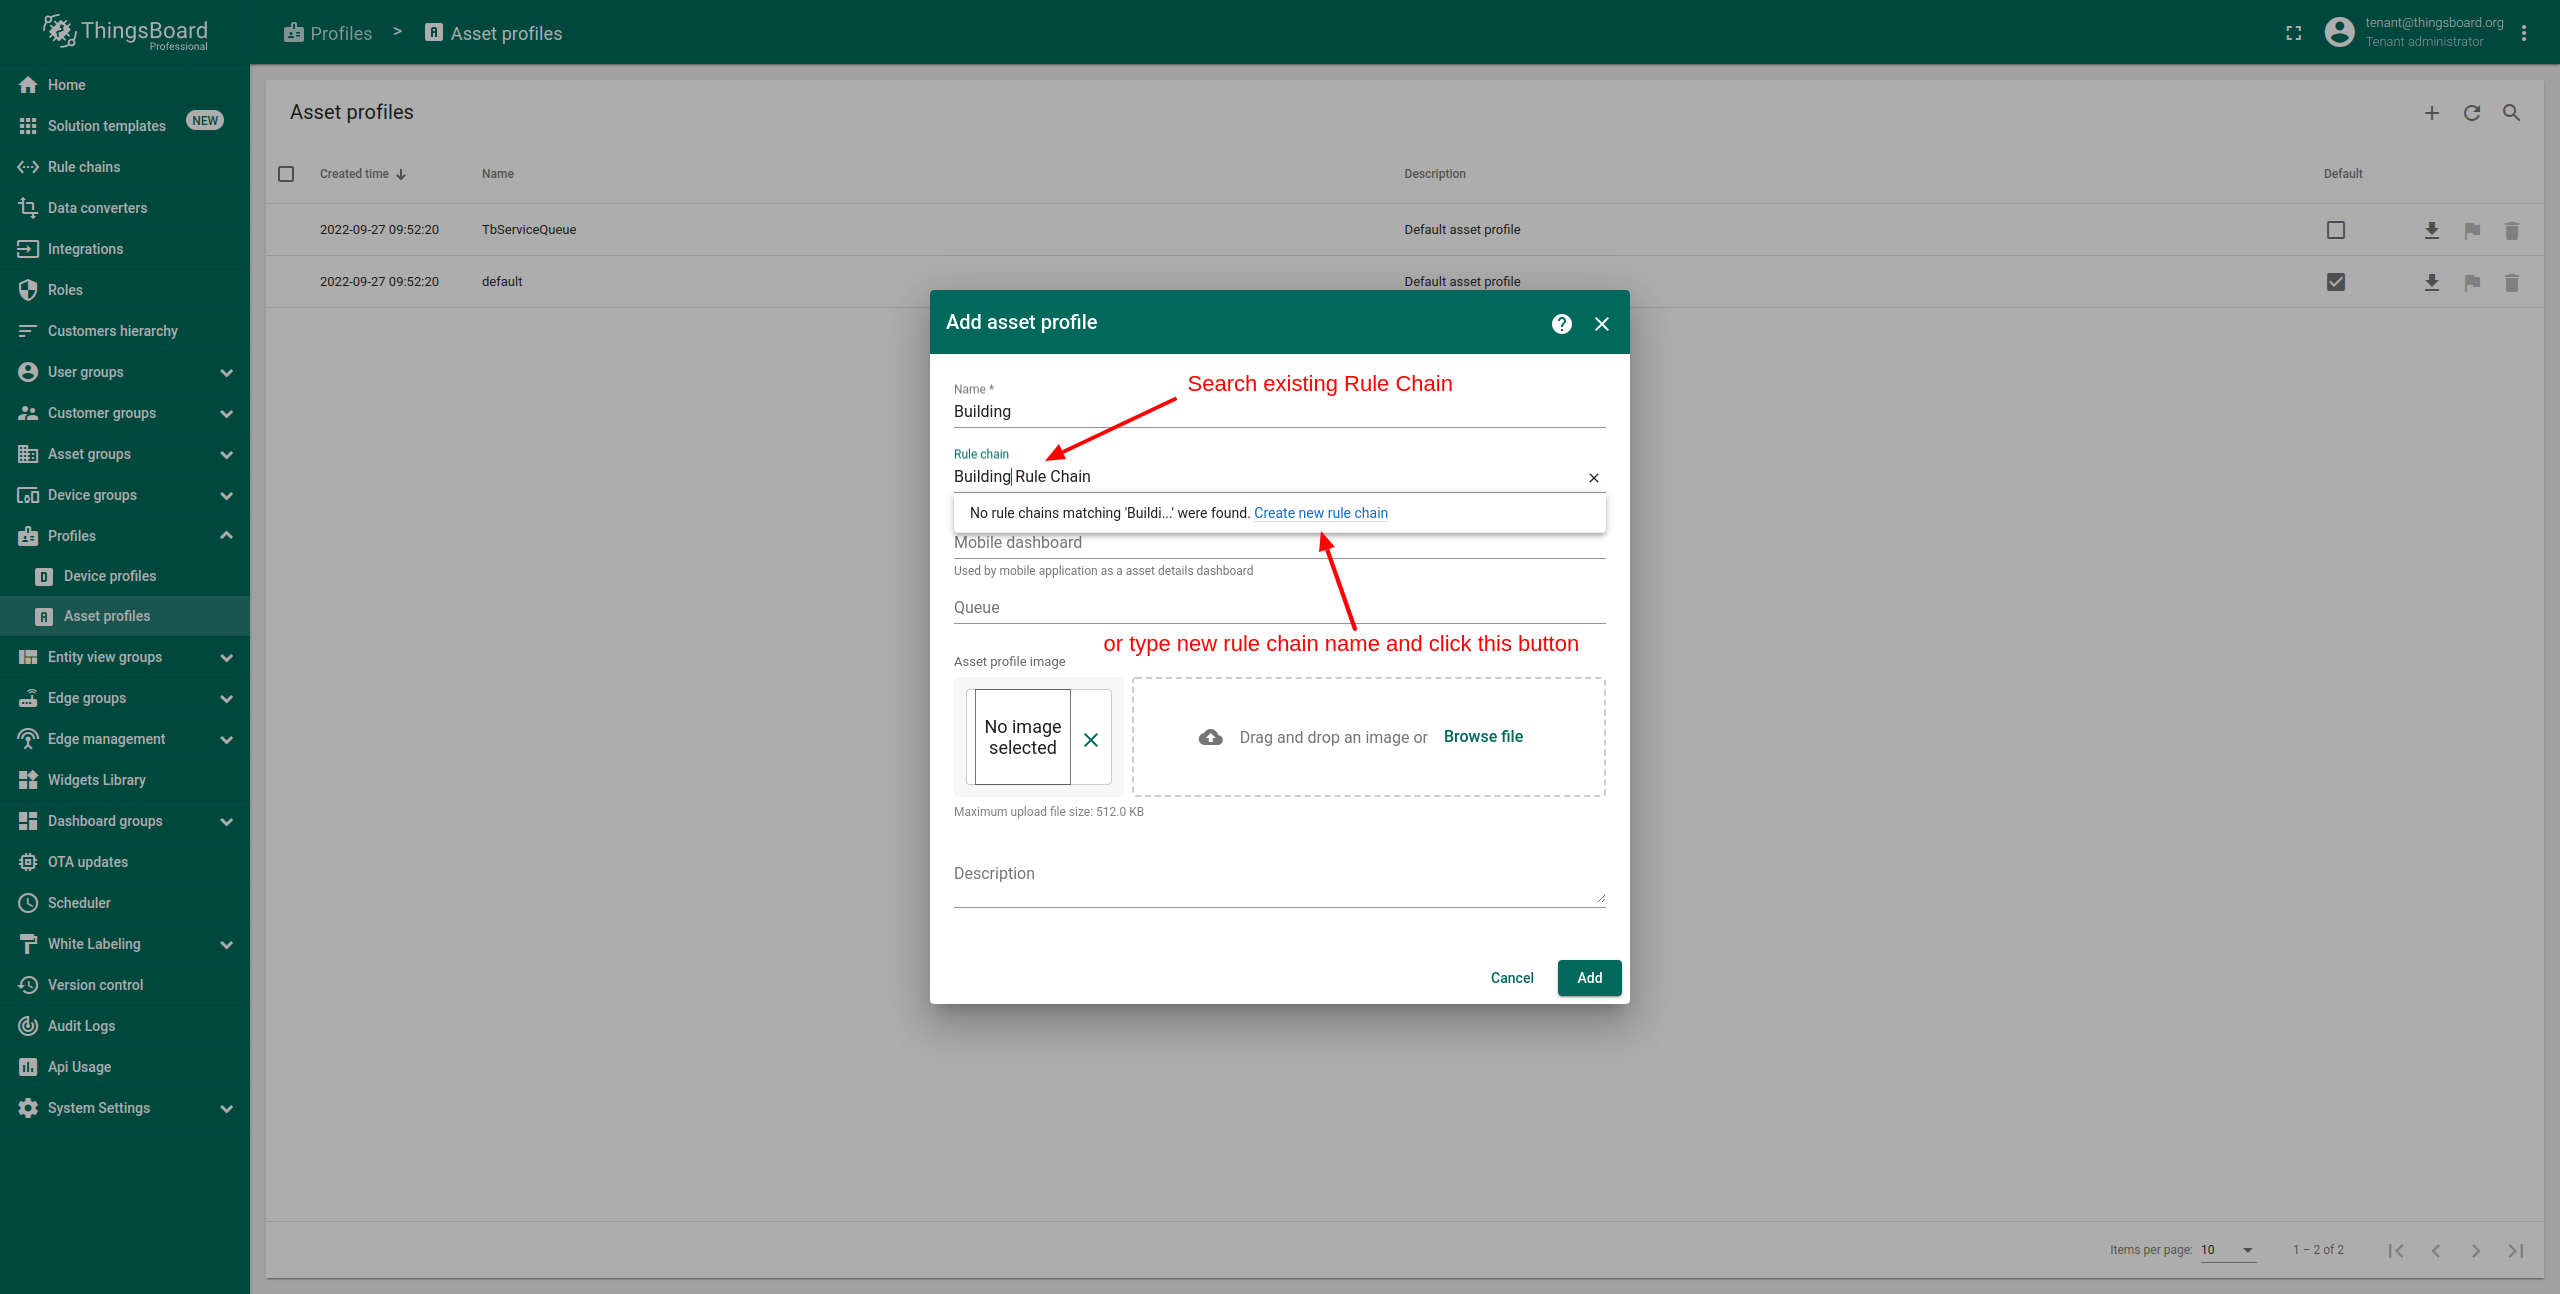 ThingsBoard
Professional
Profiles > Asset profiles
tenant@thingsboard.org
Tenant administrator
Home
Solution templates NEW
Rule chains
Data converters
Integrations
Roles
Customers hierarchy
User groups
Customer groups
Asset groups
Device groups
Profiles
D Device profiles
A Asset profiles
Entity view groups
Edge groups
Edge management
Widgets Library
Dashboard groups
OTA updates
Scheduler
White Labeling
Version control
Audit Logs
Api Usage
System Settings
Asset profiles
Created time Name Description Default
2022-09-27 09:52:20 TbServiceQueue Default asset profile
2022-09-27 09:52:20 default Default asset profile
Add asset profile
Search existing Rule Chain
Name *
Building
Rule chain
Building Rule Chain
No rule chains matching 'Buildi...' were found. Create new rule chain
Mobile dashboard
Used by mobile application as a asset details dashboard
Queue
or type new rule chain name and click this button
Asset profile image
No image
selected
Drag and drop an image or Browse file
Maximum upload file size: 512.0 KB
Description
Cancel Add
Items per page: 10 1 – 2 of 2